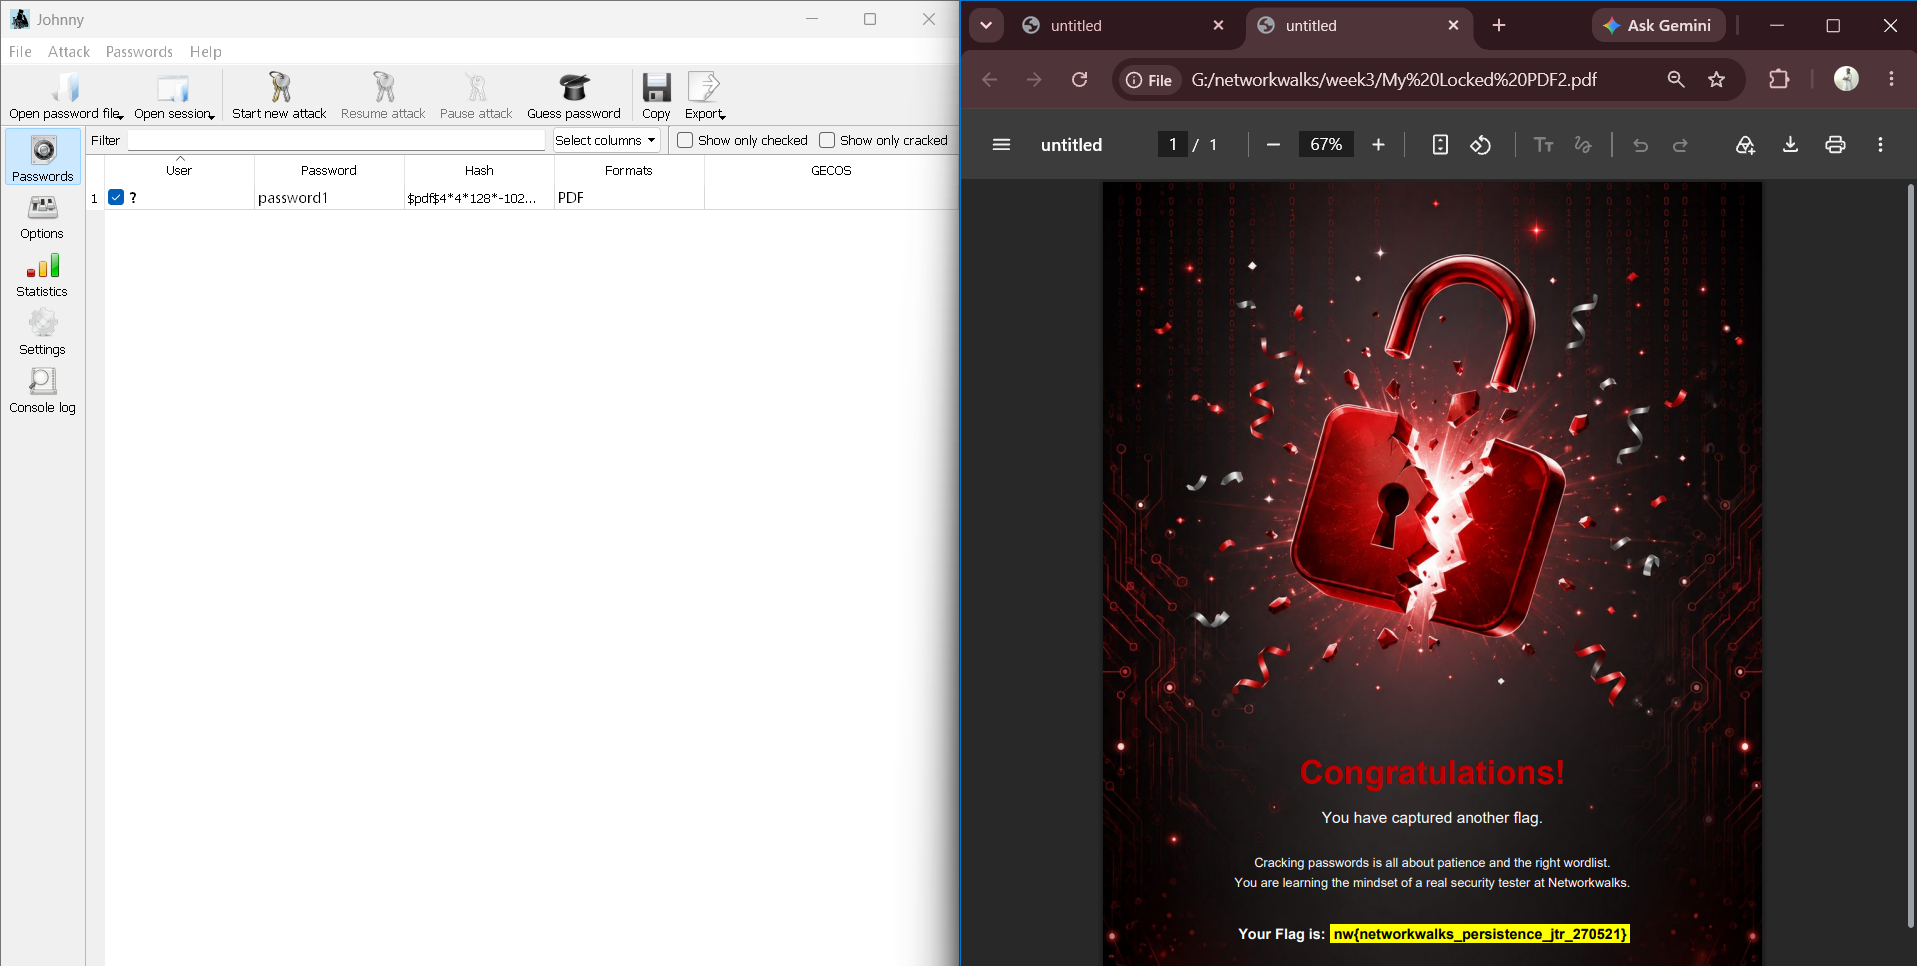 Johnny
File Attack Passwords Help
Open password file Open session Start new attack Resume attack Pause attack Guess password Copy Export
Filter Select columns Show only checked Show only cracked
Passwords
Options
Statistics
Settings
Console log
User Password Hash Formats GECOS
1 ? password1 $pdf$4*4*128*-102... PDF
untitled untitled Ask Gemini
File G:/networkwalks/week3/My%20Locked%20PDF2.pdf
untitled 1 / 1 67%
Congratulations!
You have captured another flag.
Cracking passwords is all about patience and the right wordlist.
You are learning the mindset of a real security tester at Networkwalks.
Your Flag is: nw{networkwalks_persistence_jtr_270521}